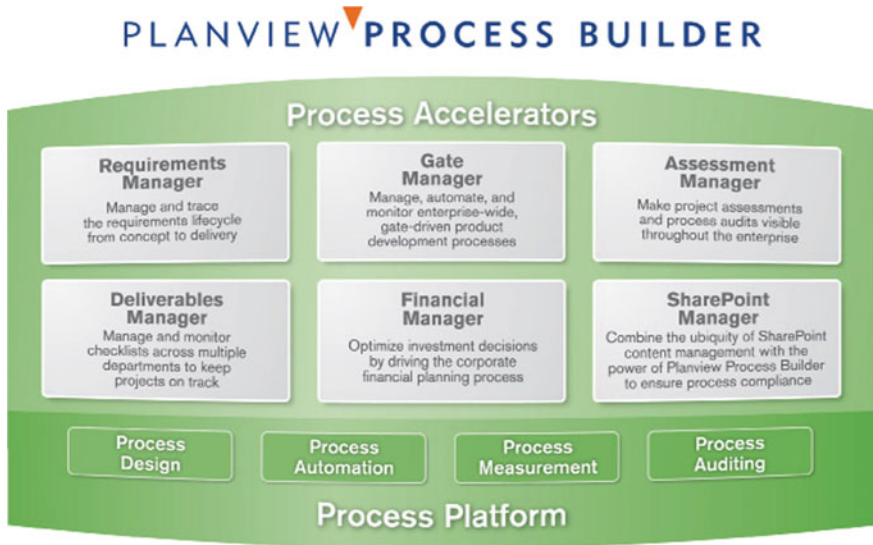 PLANVIEW PROCESS BUILDER
Process Accelerators
Requirements
Manager
Manage and trace
the requirements lifecycle
from concept to delivery
Gate
Manager
Manage, automate, and
monitor enterprise-wide,
gate-driven product
development processes
Assessment
Manager
Make project assessments
and process audits visible
throughout the enterprise
Deliverables
Manager
Manage and monitor
checklists across multiple
departments to keep
projects on track
Financial
Manager
Optimize investment decisions
by driving the corporate
financial planning process
SharePoint
Manager
Combine the ubiquity of SharePoint
content management with the
power of Planview Process Builder
to ensure process compliance
Process
Design
Process
Automation
Process
Measurement
Process
Auditing
Process Platform